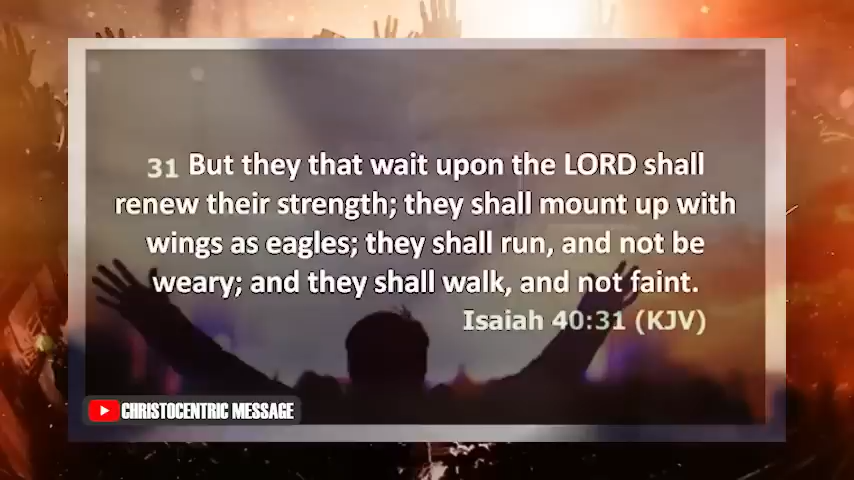 31 But they that wait upon the LORD shall
renew their strength; they shall mount up with
wings as eagles; they shall run, and not be
weary; and they shall walk, and not faint.
Isaiah 40:31 (KJV)
CHRISTOCENTRIC MESSAGE